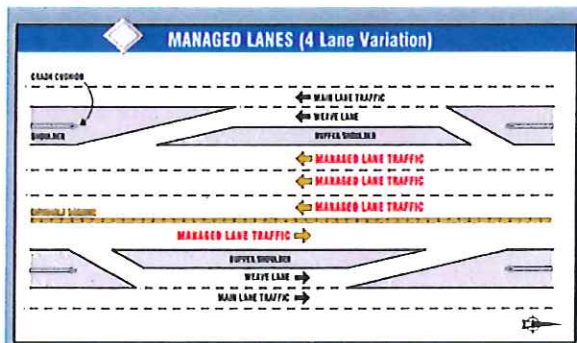 MANAGED LANES (4 Lane Variation)
CRASH CUSHION
MAIN LANE TRAFFIC
WEAVE LANE
SHOULDER
BUFFER/SHOULDER
MANAGED LANE TRAFFIC
MANAGED LANE TRAFFIC
MANAGED LANE TRAFFIC
BARRIER
MANAGED LANE TRAFFIC
BUFFER/SHOULDER
WEAVE LANE
MAIN LANE TRAFFIC